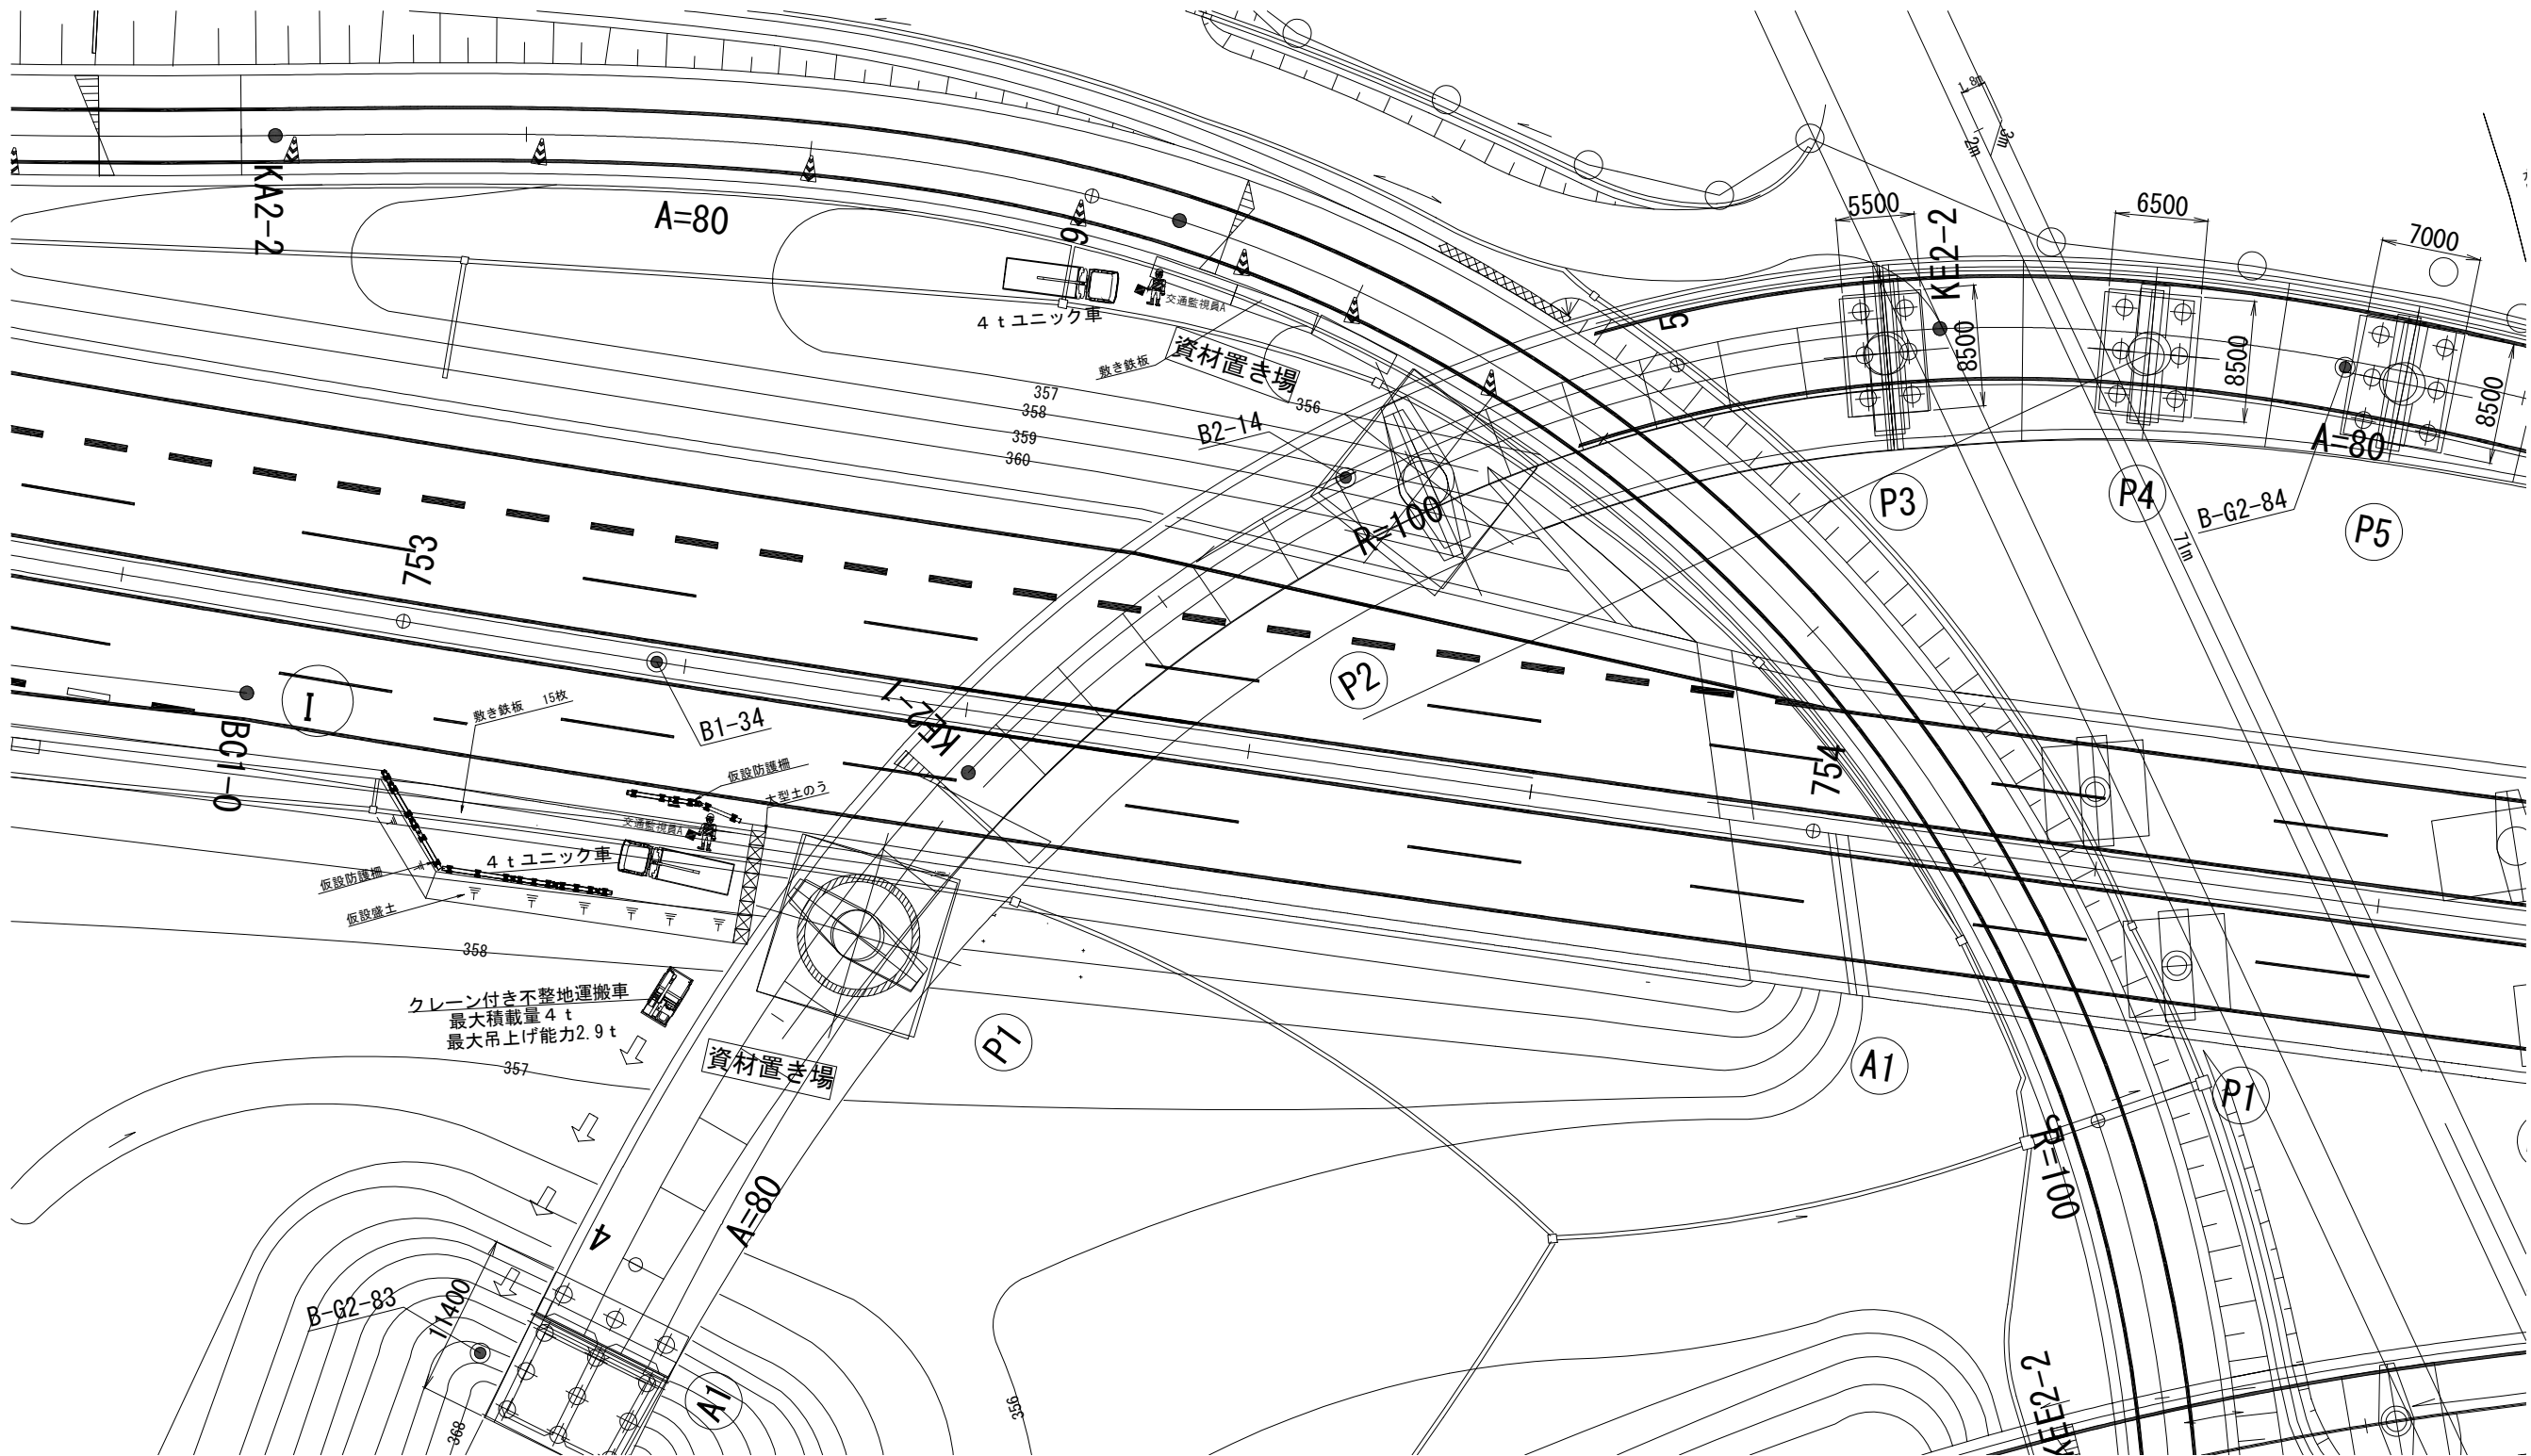 1.8m
2m
3m
KA2-2
A=80
9
4tユニック車
交通監視員A
敷き鉄板
資材置き場
357
358
359
360
356
B2-14
R=100
5
5500
KE2-2
8500
6500
8500
7000
8500
A=80
P3
P4
P5
B-G2-84
71m
753
I
BC1-0
敷き鉄板 15枚
B1-34
KE2-1
P2
754
仮設防護柵
大型土のう
交通監視員A
4tユニック車
仮設防護柵
仮設盛土
358
クレーン付き不整地運搬車
最大積載量4t
最大吊上げ能力2.9t
357
資材置き場
P1
A1
P1
R=100
A=80
4
B-G2-83
11400
368
A1
356
KE2-2